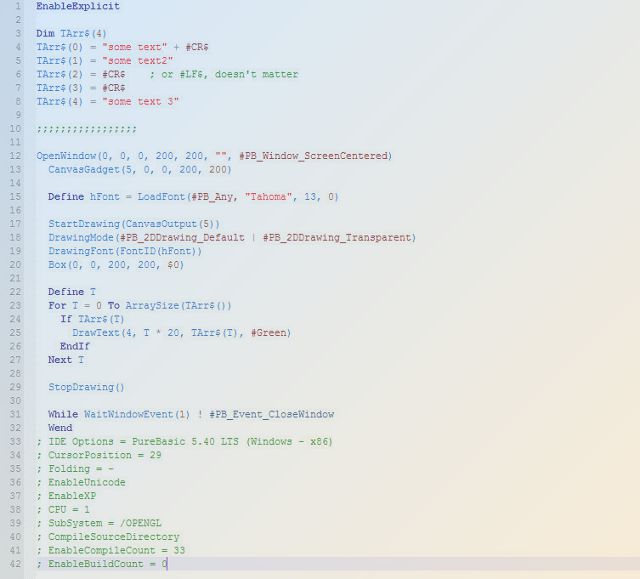 1 EnableExplicit
2
3 Dim TArr$(4)
4 TArr$(0) = "some text" + #CR$
5 TArr$(1) = "some text2"
6 TArr$(2) = #CR$    ; or #LF$, doesn't matter
7 TArr$(3) = #CR$
8 TArr$(4) = "some text 3"
9
10 ;;;;;;;;;;;;;;;;;
11
12 OpenWindow(0, 0, 0, 200, 200, "", #PB_Window_ScreenCentered)
13   CanvasGadget(5, 0, 0, 200, 200)
14
15   Define hFont = LoadFont(#PB_Any, "Tahoma", 13, 0)
16
17   StartDrawing(CanvasOutput(5))
18   DrawingMode(#PB_2DDrawing_Default | #PB_2DDrawing_Transparent)
19   DrawingFont(FontID(hFont))
20   Box(0, 0, 200, 200, $0)
21
22   Define T
23   For T = 0 To ArraySize(TArr$())
24     If TArr$(T)
25       DrawText(4, T * 20, TArr$(T), #Green)
26     EndIf
27   Next T
28
29   StopDrawing()
30
31   While WaitWindowEvent(1) ! #PB_Event_CloseWindow
32   Wend
33 ; IDE Options = PureBasic 5.40 LTS (Windows - x86)
34 ; CursorPosition = 29
35 ; Folding = -
36 ; EnableUnicode
37 ; EnableXP
38 ; CPU = 1
39 ; SubSystem = /OPENGL
40 ; CompileSourceDirectory
41 ; EnableCompileCount = 33
42 ; EnableBuildCount = 0